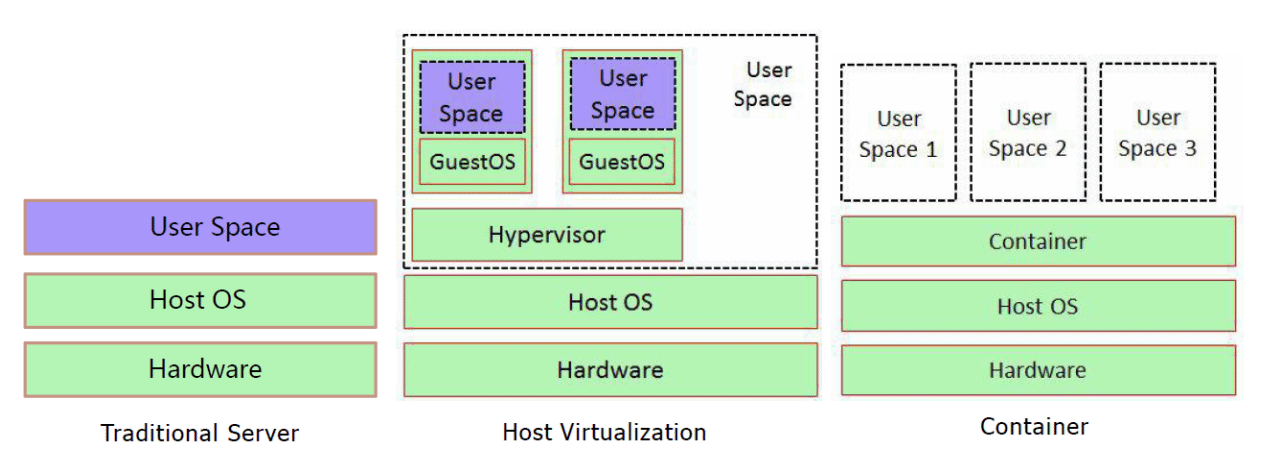 User Space
Host OS
Hardware
Traditional Server
User
Space
GuestOS
User
Space
GuestOS
User
Space
Hypervisor
Host OS
Hardware
Host Virtualization
User
Space 1
User
Space 2
User
Space 3
Container
Host OS
Hardware
Container